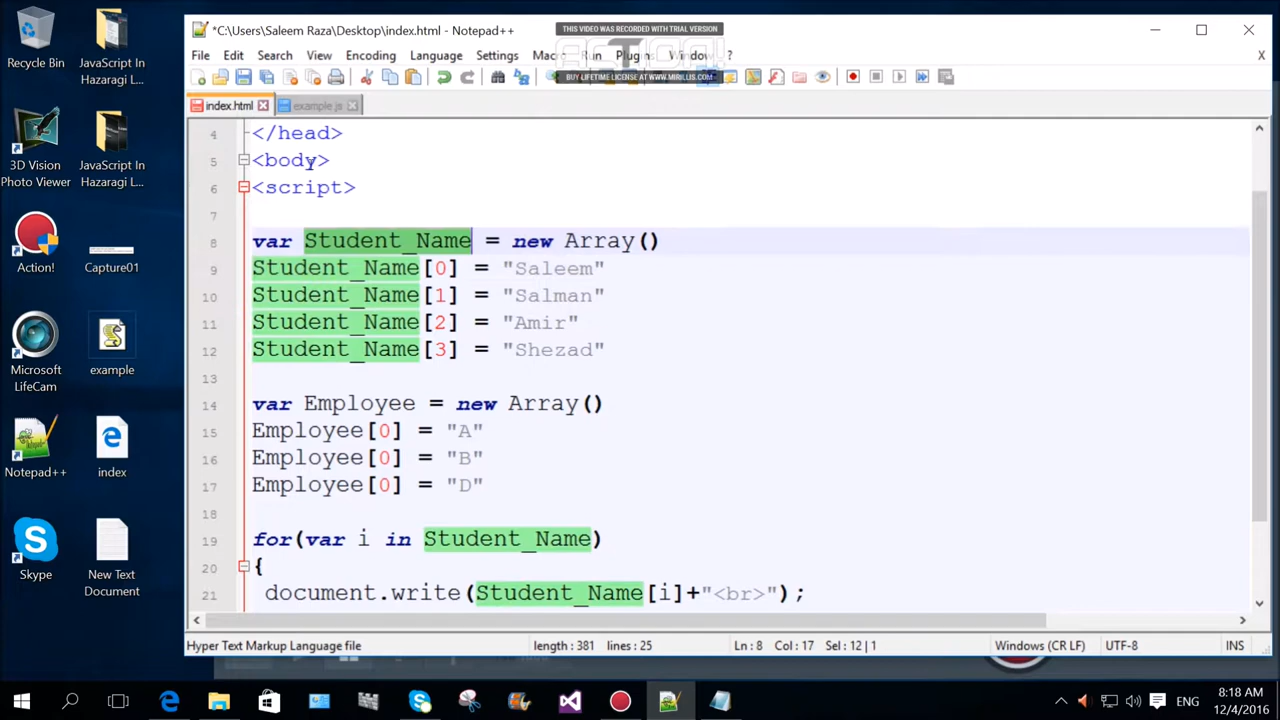 Recycle Bin
JavaScript In
Hazaragi L...
3D Vision
Photo Viewer
JavaScript In
Hazaragi L...
Action!
Capture01
Microsoft
LifeCam
example
Notepad++
index
Skype
New Text
Document
*C:\Users\Saleem Raza\Desktop\index.html - Notepad++
THIS VIDEO WAS RECORDED WITH TRIAL VERSION
ACTION!
BUY LIFETIME LICENSE AT WWW.MIRILLIS.COM
File Edit Search View Encoding Language Settings Macro Run Plugins Window ?
X
index.html example.js
4 </head>
5 <body>
6 <script>
7
8 var Student_Name = new Array()
9 Student_Name[0] = "Saleem"
10 Student_Name[1] = "Salman"
11 Student_Name[2] = "Amir"
12 Student_Name[3] = "Shezad"
13
14 var Employee = new Array()
15 Employee[0] = "A"
16 Employee[0] = "B"
17 Employee[0] = "D"
18
19 for(var i in Student_Name)
20 {
21 document.write(Student_Name[i]+"<br>");
Hyper Text Markup Language file length : 381 lines : 25 Ln : 8 Col : 17 Sel : 12 | 1 Windows (CR LF) UTF-8 INS
ENG
8:18 AM
12/4/2016